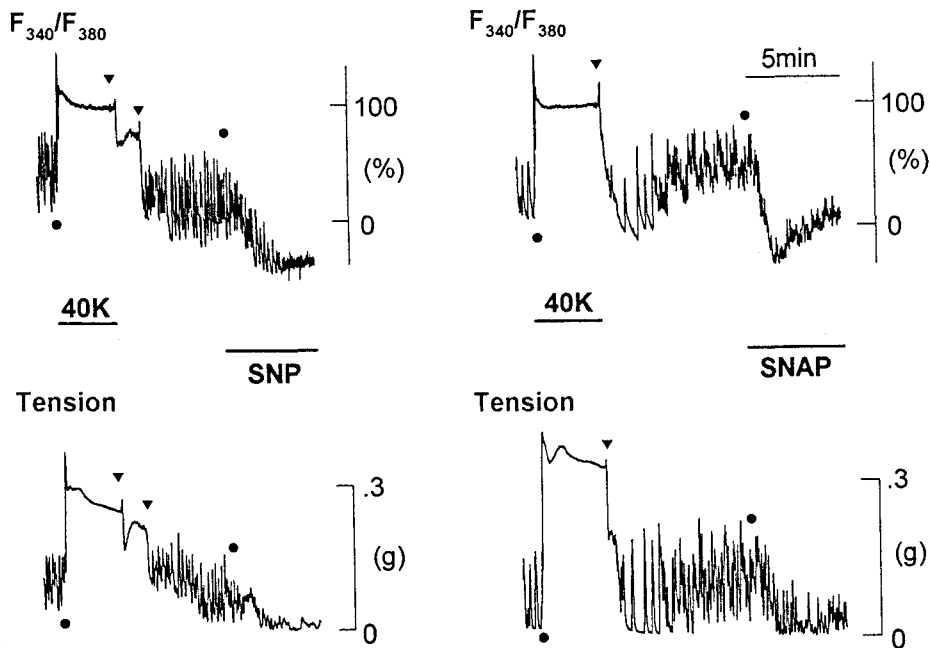 F340/F380
100
(%)
0
40K
SNP
Tension
.3
(g)
0
F340/F380
5min
100
(%)
0
40K
SNAP
Tension
.3
(g)
0